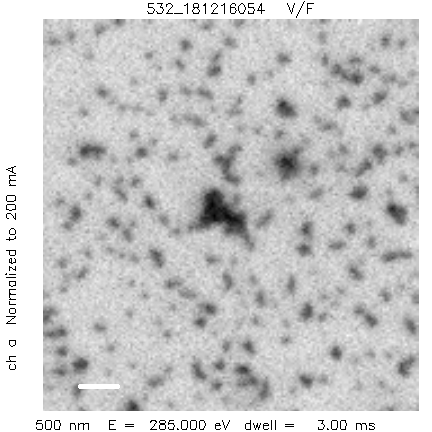 532_181216054 V/F
ch a Normalized to 200 mA
500 nm E = 285.000 eV dwell = 3.00 ms